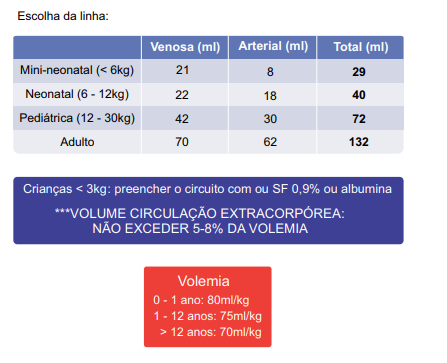 Escolha da linha:
Venosa (ml) Arterial (ml) Total (ml)
Mini-neonatal (< 6kg) 21 8 29
Neonatal (6 - 12kg) 22 18 40
Pediátrica (12 - 30kg) 42 30 72
Adulto 70 62 132
Crianças < 3kg: preencher o circuito com ou SF 0,9% ou albumina
***VOLUME CIRCULAÇÃO EXTRACORPÓREA:
NÃO EXCEDER 5-8% DA VOLEMIA
Volemia
0 - 1 ano: 80ml/kg
1 - 12 anos: 75ml/kg
> 12 anos: 70ml/kg